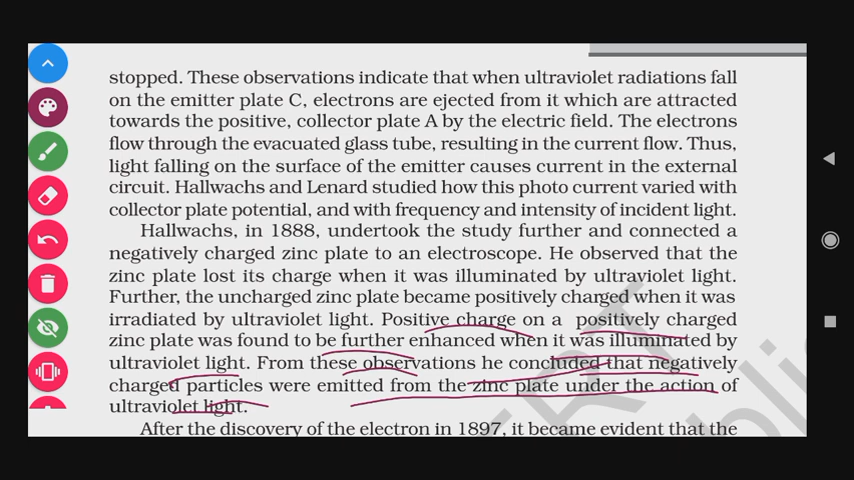 stopped. These observations indicate that when ultraviolet radiations fall
on the emitter plate C, electrons are ejected from it which are attracted
towards the positive, collector plate A by the electric field. The electrons
flow through the evacuated glass tube, resulting in the current flow. Thus,
light falling on the surface of the emitter causes current in the external
circuit. Hallwachs and Lenard studied how this photo current varied with
collector plate potential, and with frequency and intensity of incident light.
Hallwachs, in 1888, undertook the study further and connected a
negatively charged zinc plate to an electroscope. He observed that the
zinc plate lost its charge when it was illuminated by ultraviolet light.
Further, the uncharged zinc plate became positively charged when it was
irradiated by ultraviolet light. Positive charge on a positively charged
zinc plate was found to be further enhanced when it was illuminated by
ultraviolet light. From these observations he concluded that negatively
charged particles were emitted from the zinc plate under the action of
ultraviolet light.
After the discovery of the electron in 1897, it became evident that the